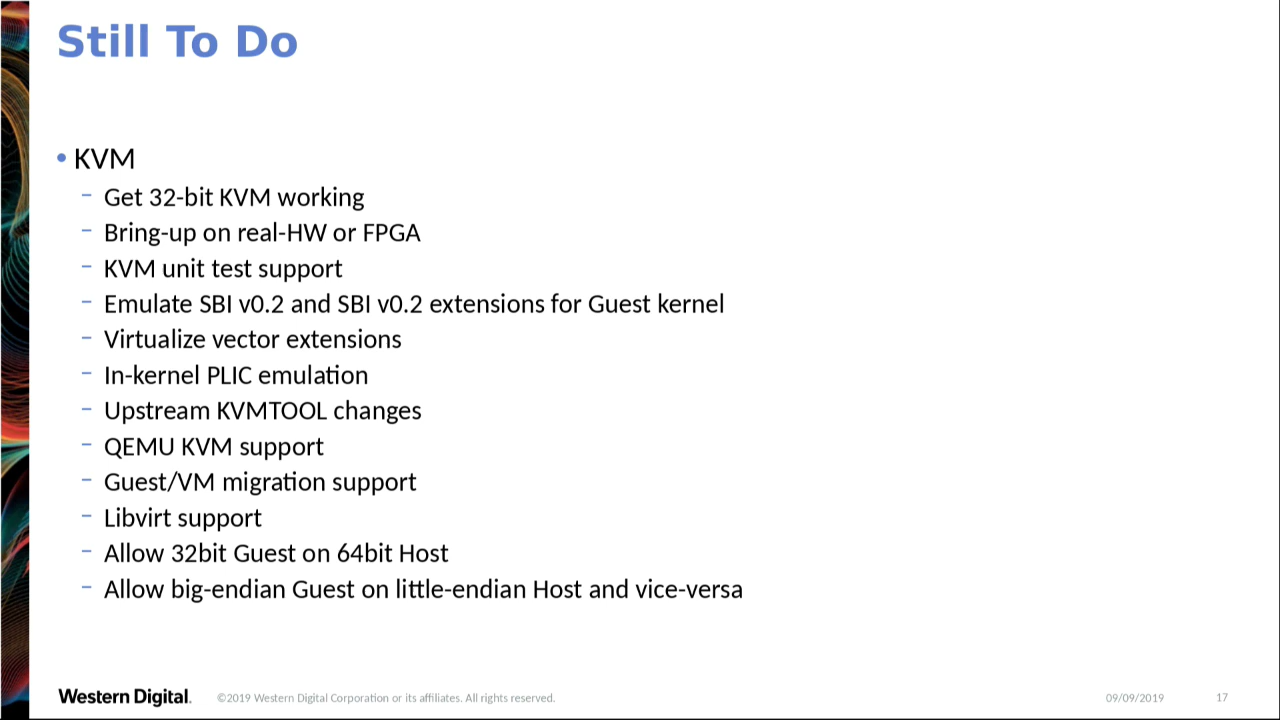 Still To Do
• KVM
– Get 32-bit KVM working
– Bring-up on real-HW or FPGA
– KVM unit test support
– Emulate SBI v0.2 and SBI v0.2 extensions for Guest kernel
– Virtualize vector extensions
– In-kernel PLIC emulation
– Upstream KVMTOOL changes
– QEMU KVM support
– Guest/VM migration support
– Libvirt support
– Allow 32bit Guest on 64bit Host
– Allow big-endian Guest on little-endian Host and vice-versa
Western Digital. ©2019 Western Digital Corporation or its affiliates. All rights reserved. 09/09/2019 17